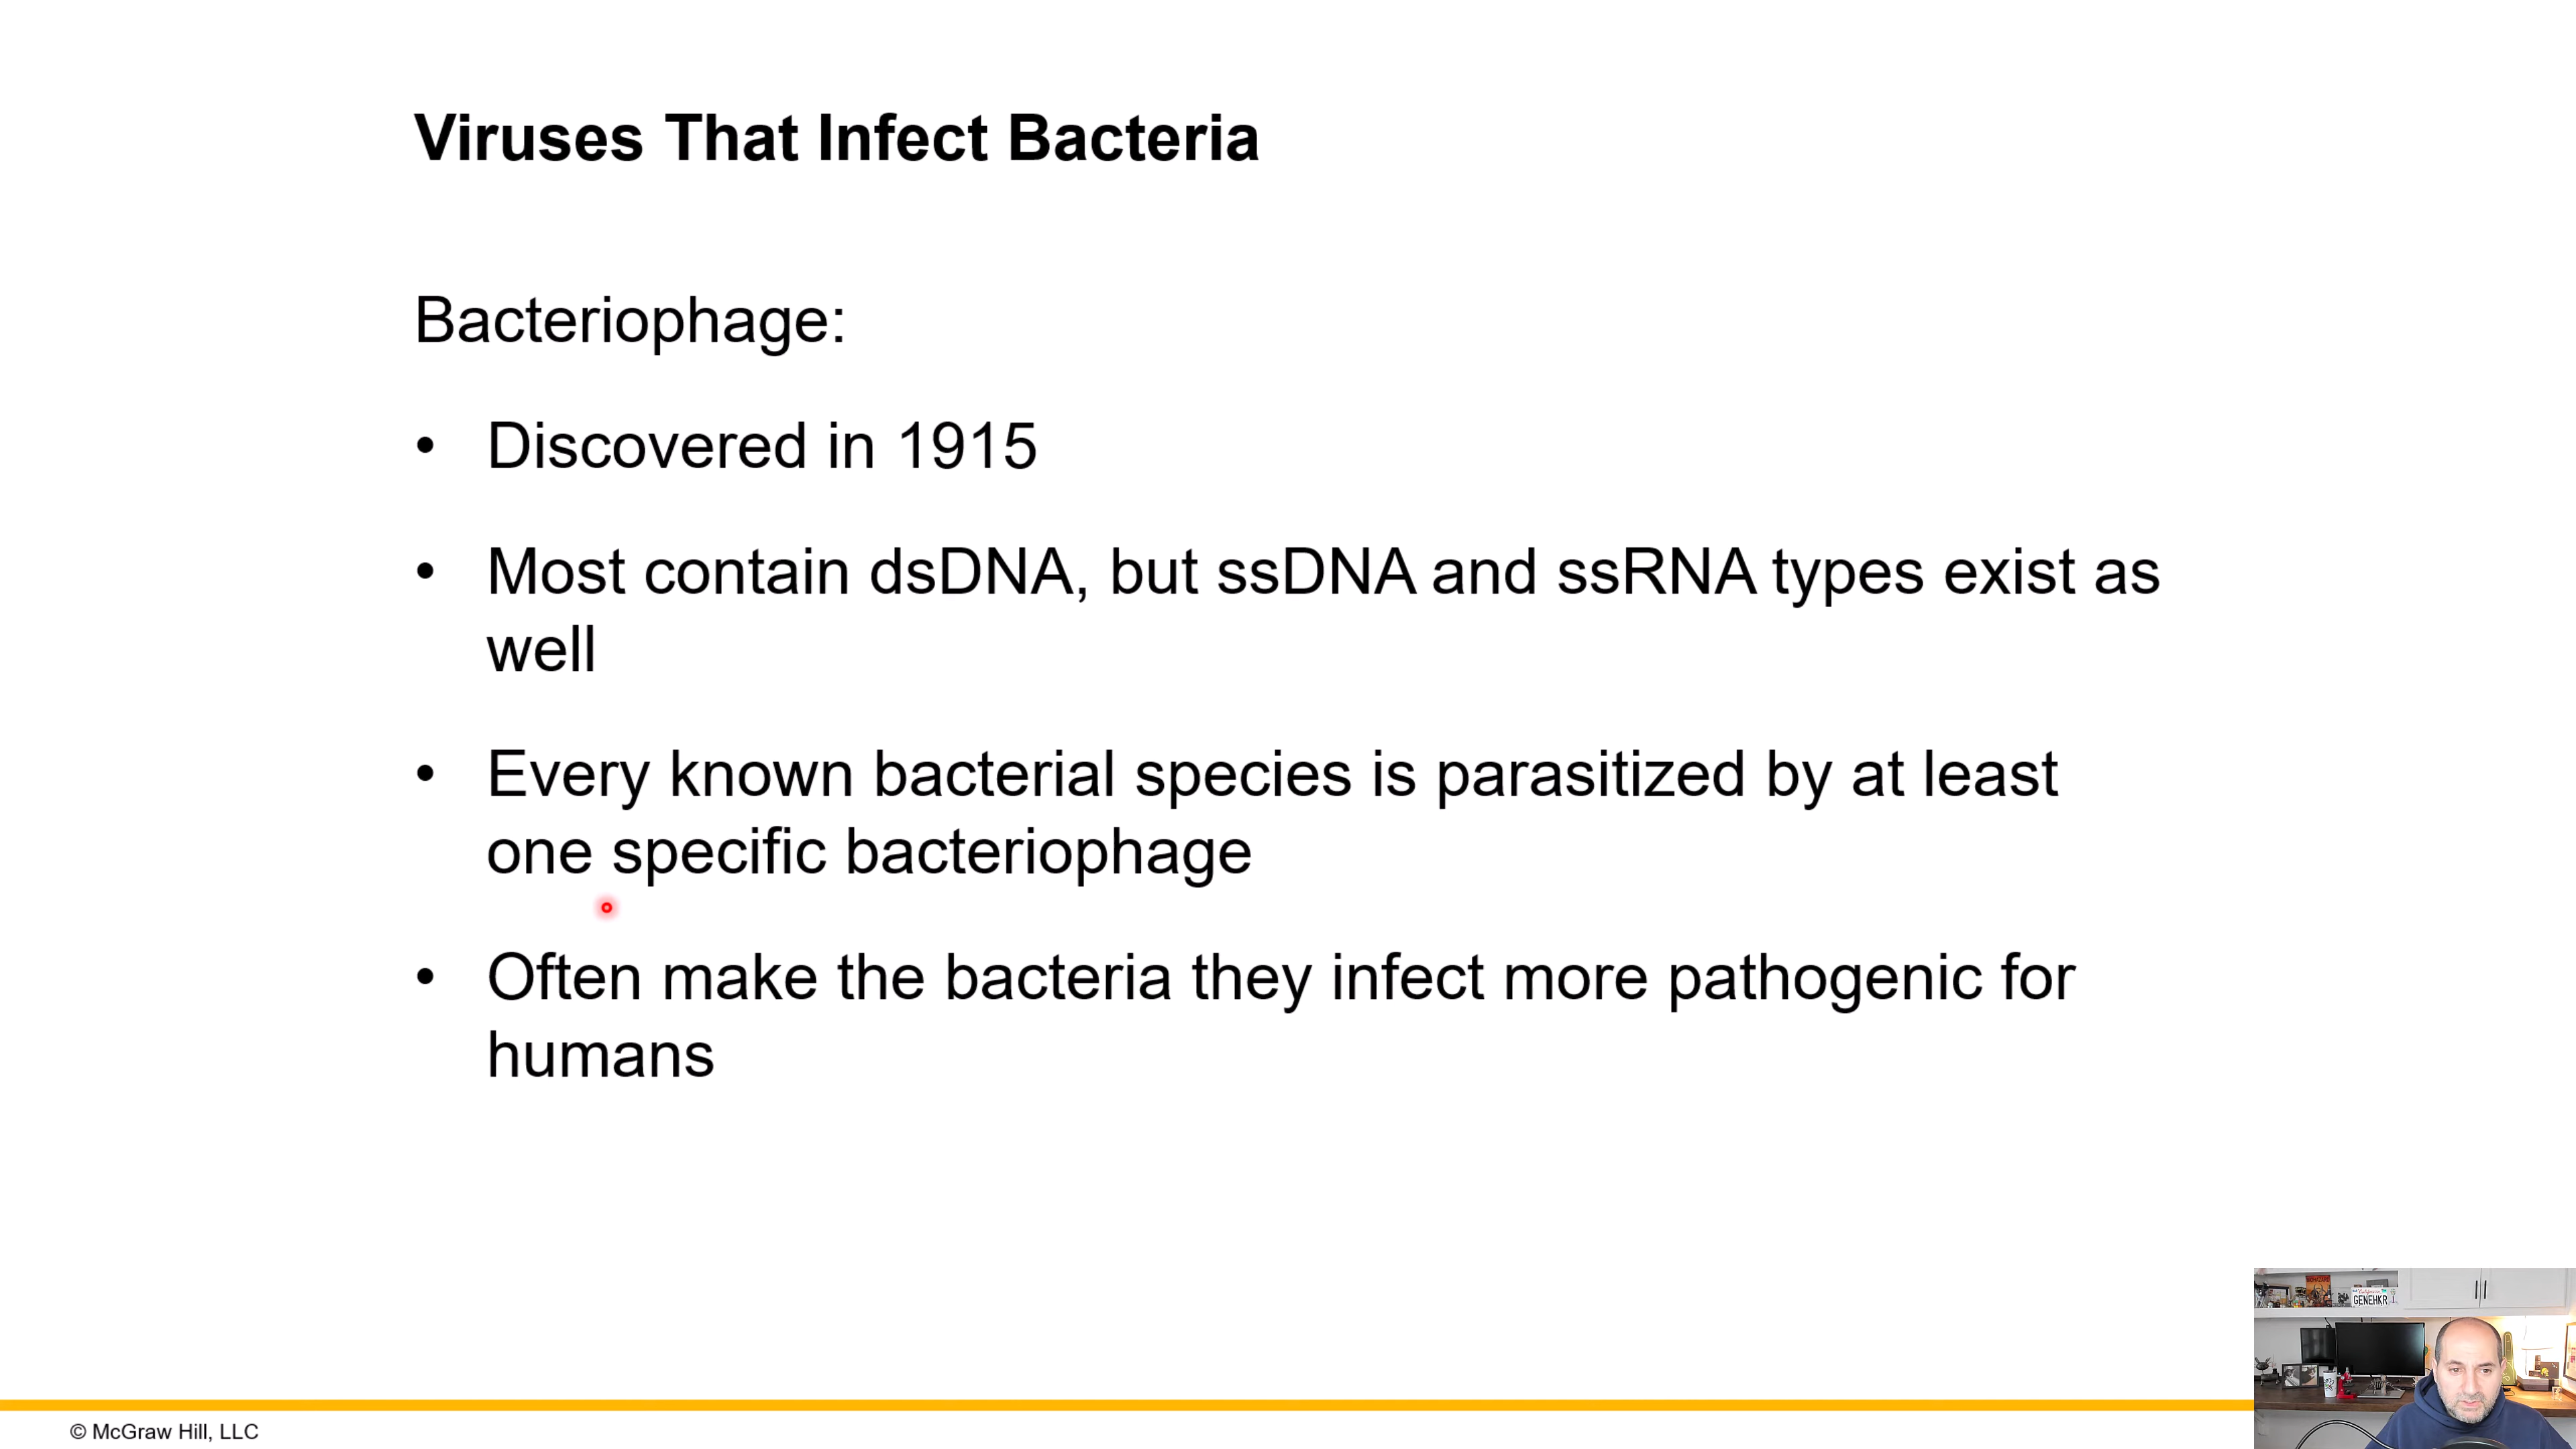 Viruses That Infect Bacteria
Bacteriophage:
• Discovered in 1915
• Most contain dsDNA, but ssDNA and ssRNA types exist as
well
• Every known bacterial species is parasitized by at least
one specific bacteriophage
• Often make the bacteria they infect more pathogenic for
humans
GENEHKR
© McGraw Hill, LLC